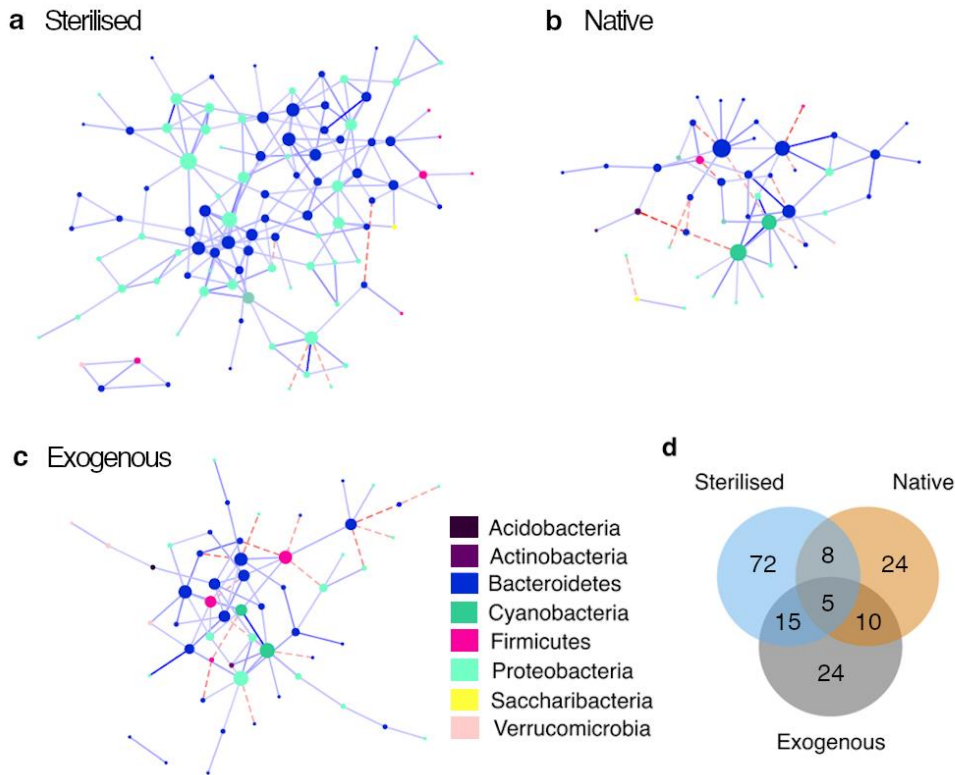 a Sterilised
b Native
c Exogenous
Acidobacteria
Actinobacteria
Bacteroidetes
Cyanobacteria
Firmicutes
Proteobacteria
Saccharibacteria
Verrucomicrobia
d
Sterilised
Native
72
8
24
5
15
10
24
Exogenous